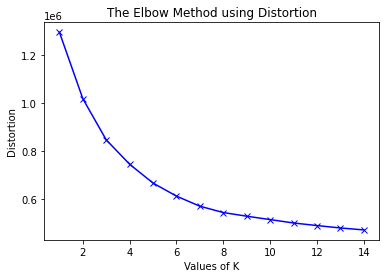 The Elbow Method using Distortion
1e6
1.2
1.0
0.8
0.6
Distortion
2 4 6 8 10 12 14
Values of K